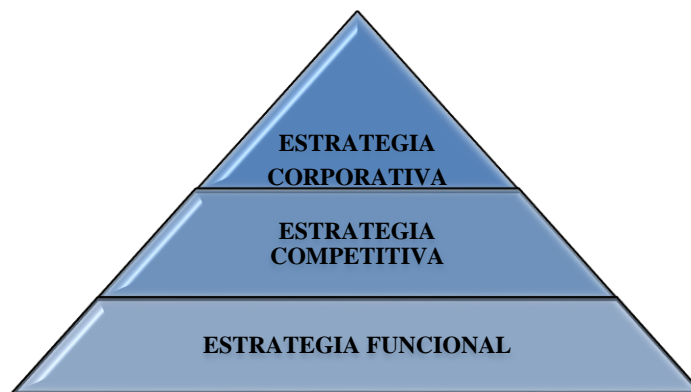 ESTRATEGIA
CORPORATIVA
ESTRATEGIA
COMPETITIVA
ESTRATEGIA FUNCIONAL